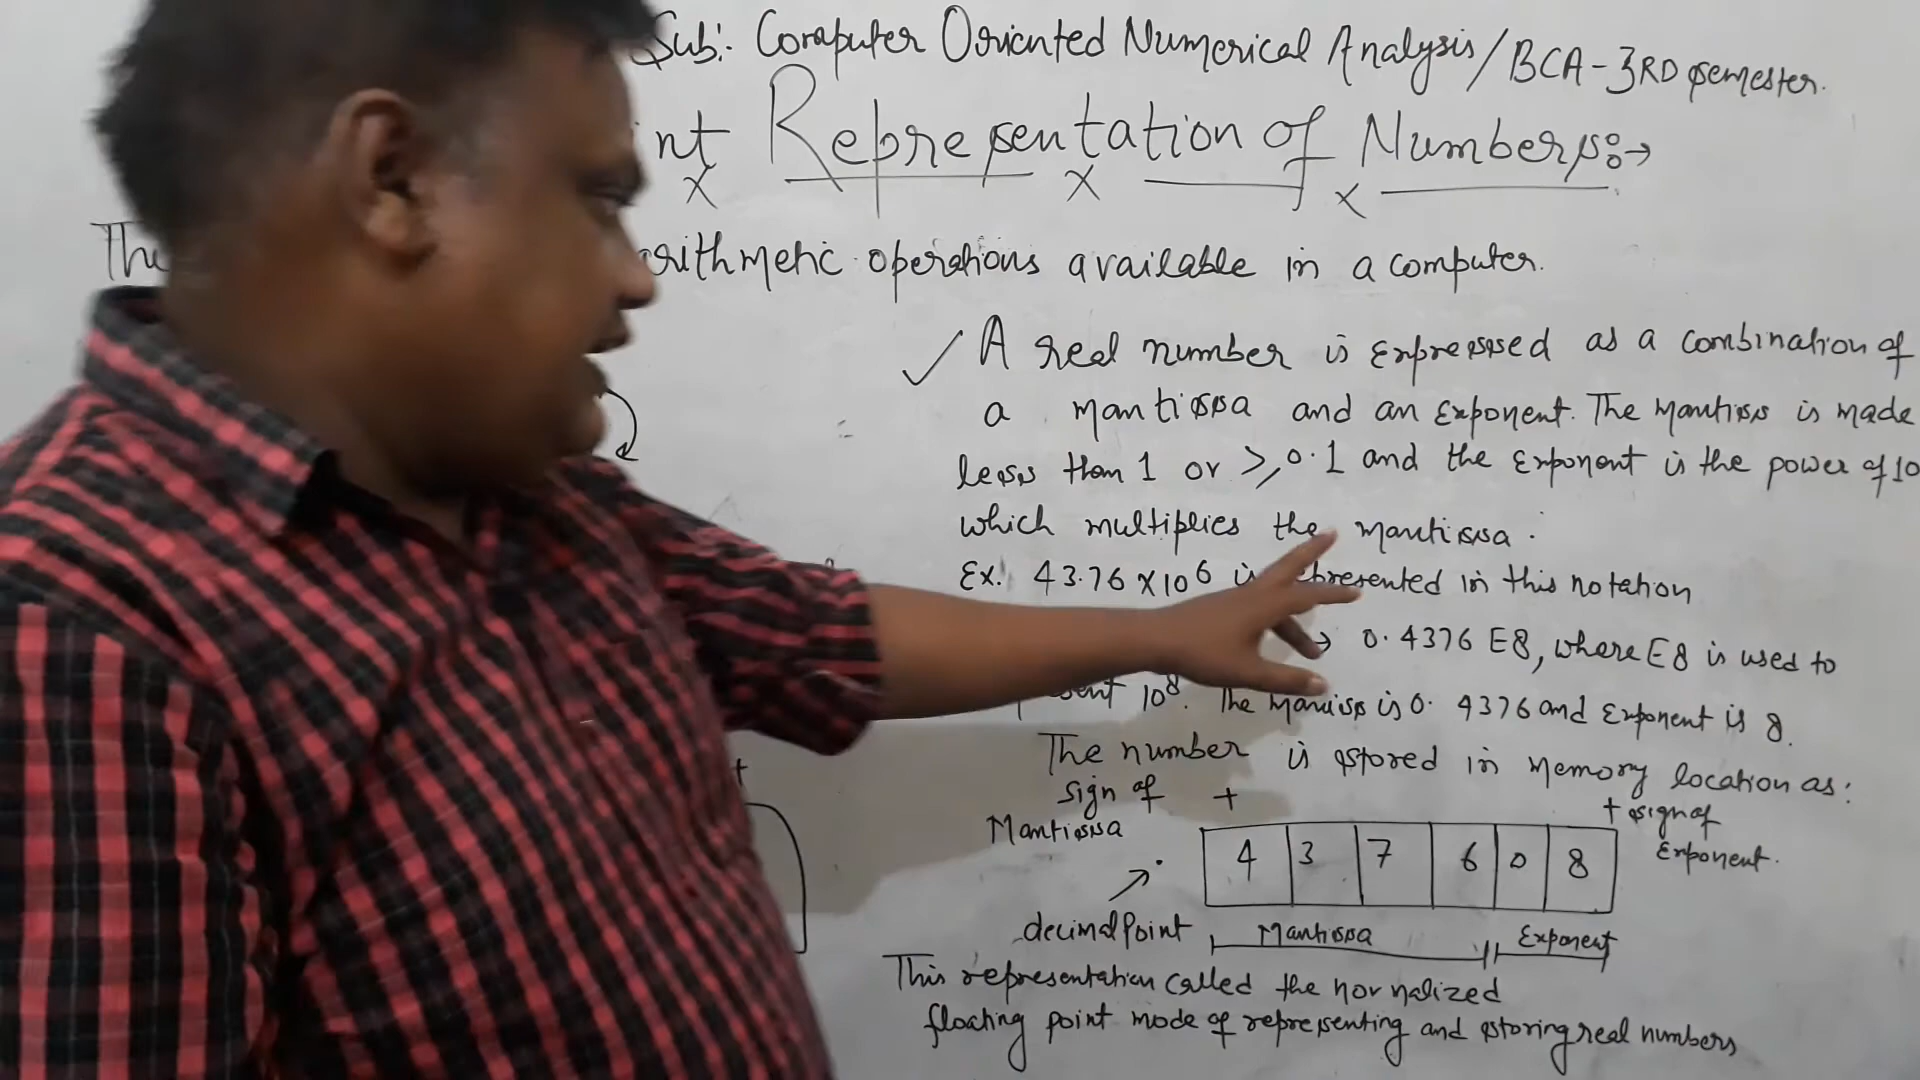 Sub:. Computer Oriented Numerical Analysis/BCA-3RD semester.
nt Representation of Numbers:→
x x x
The rithmetic operations available in a computer.
✓ A real number is expressed as a combination of
a mantissa and an exponent. The mantiss is made
less than 1 or ≥ 0.1 and the Exponent is the power of 10
which multiplies the mantissa.
Ex. 43.76 x 10⁶ is presented in this notation
→ 0.4376 E8, where E8 is used to
sent 10⁸. The Mantiss is 0.4376 and Exponent is 8.
The number is stored in memory location as:
Sign of +
Mantissa
+ sign of
Exponent.
4 3 7 6 0 8
.
decimal Point Mantissa Exponent
This representation called the normalized
floating point mode of representing and storing real numbers